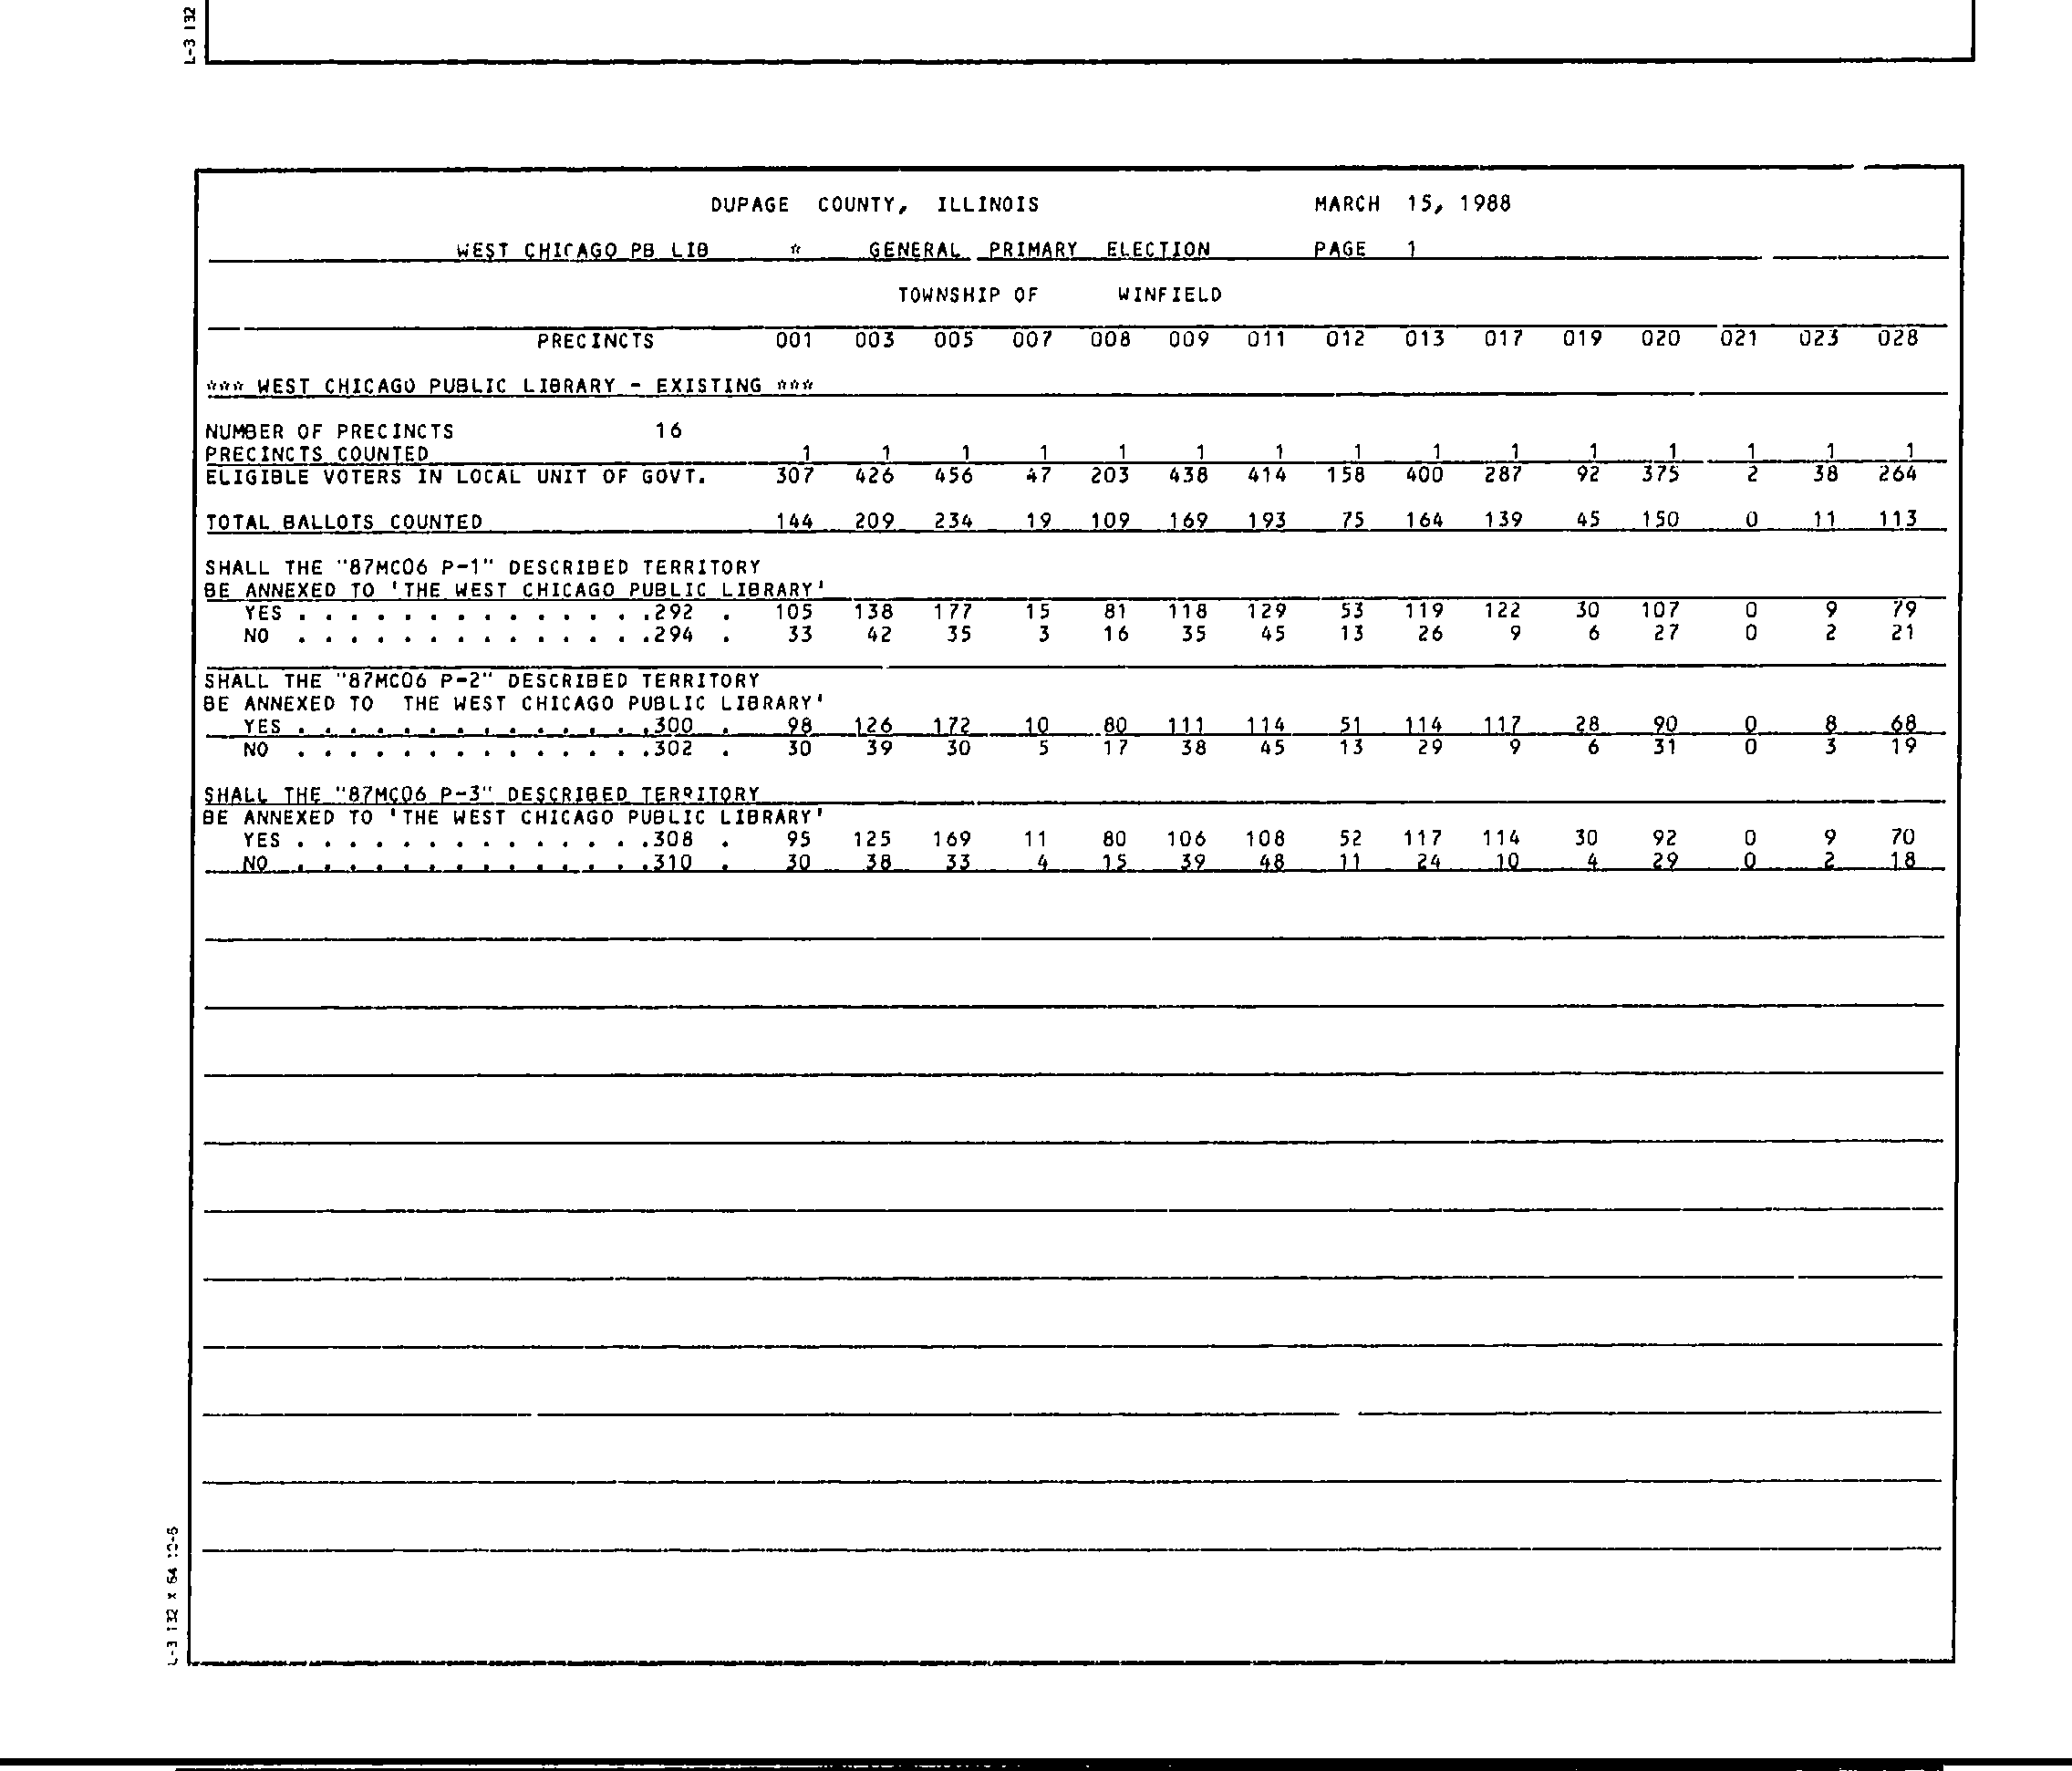 L-3 132
DUPAGE COUNTY, ILLINOIS MARCH 15, 1988
WEST CHICAGO PB LIB * GENERAL PRIMARY ELECTION PAGE 1
TOWNSHIP OF WINFIELD
PRECINCTS 001 003 005 007 008 009 011 012 013 017 019 020 021 023 028
*** WEST CHICAGO PUBLIC LIBRARY - EXISTING ***
NUMBER OF PRECINCTS 16
PRECINCTS COUNTED 1 1 1 1 1 1 1 1 1 1 1 1 1 1 1
ELIGIBLE VOTERS IN LOCAL UNIT OF GOVT. 307 426 456 47 203 438 414 158 400 287 92 375 2 38 264
TOTAL BALLOTS COUNTED 144 209 234 19 109 169 193 75 164 139 45 150 0 11 113
SHALL THE "87MC06 P-1" DESCRIBED TERRITORY
BE ANNEXED TO 'THE WEST CHICAGO PUBLIC LIBRARY'
YES . . . . . . . . . . . . . .292 . 105 138 177 15 81 118 129 53 119 122 30 107 0 9 79
NO . . . . . . . . . . . . . .294 . 33 42 35 3 16 35 45 13 26 9 6 27 0 2 21
SHALL THE "87MC06 P-2" DESCRIBED TERRITORY
BE ANNEXED TO THE WEST CHICAGO PUBLIC LIBRARY'
YES . . . . . . . . . . . . . .300 . 98 126 172 10 80 111 114 51 114 117 28 90 0 8 68
NO . . . . . . . . . . . . . .302 . 30 39 30 5 17 38 45 13 29 9 6 31 0 3 19
SHALL THE "87MC06 P-3" DESCRIBED TERRITORY
BE ANNEXED TO 'THE WEST CHICAGO PUBLIC LIBRARY'
YES . . . . . . . . . . . . . .308 . 95 125 169 11 80 106 108 52 117 114 30 92 0 9 70
NO . . . . . . . . . . . . . .310 . 30 38 33 4 15 39 48 11 24 10 4 29 0 2 18
L-3 132 X 64 10-6